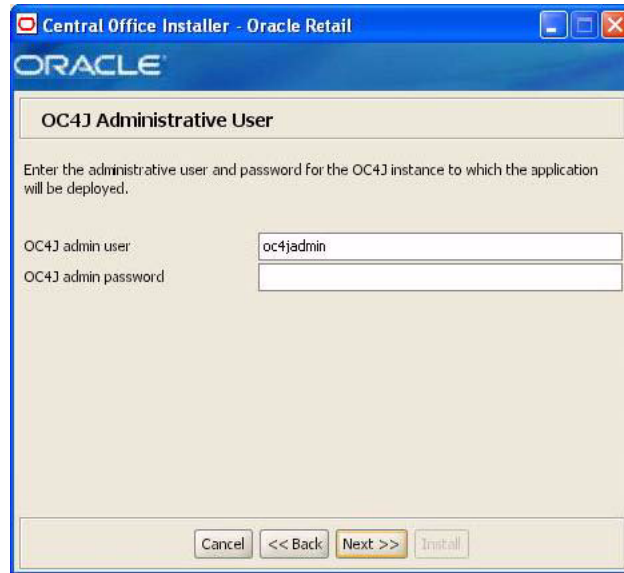 Central Office Installer - Oracle Retail
ORACLE
OC4J Administrative User
Enter the administrative user and password for the OC4J instance to which the application
will be deployed.
OC4J admin user
oc4jadmin
OC4J admin password
Cancel
<< Back
Next >>
Install